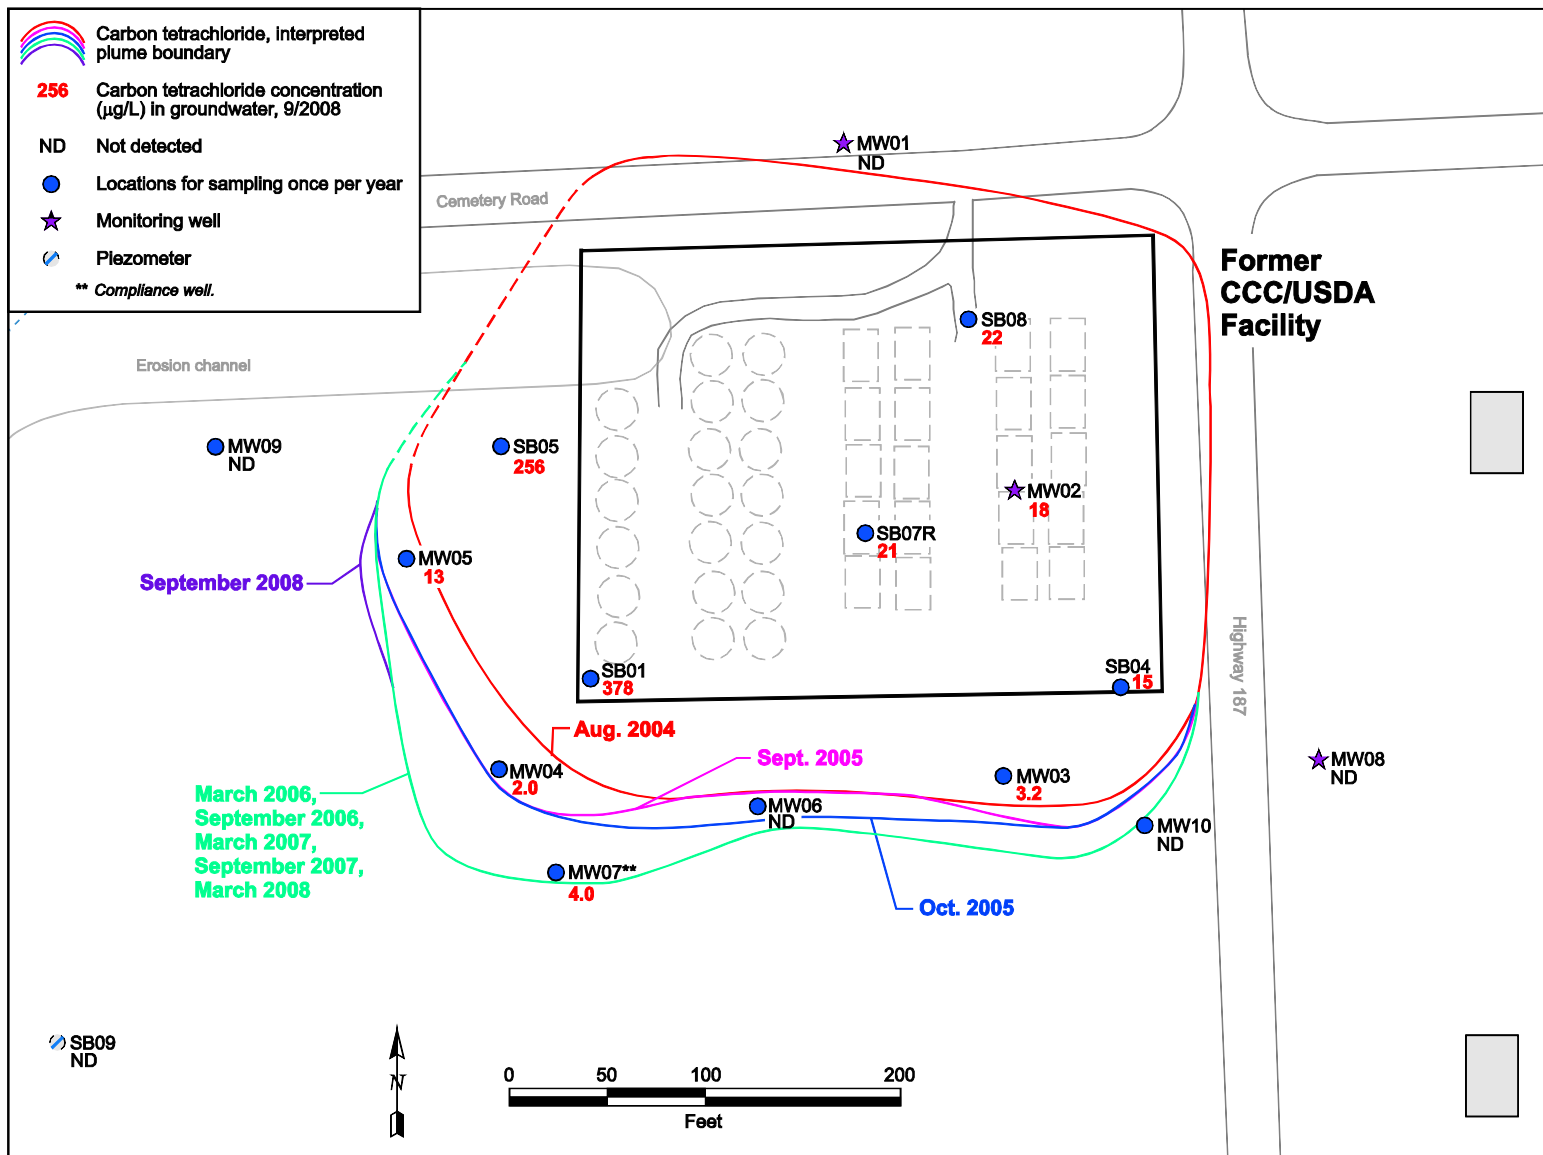 Carbon tetrachloride, interpreted
plume boundary
256 Carbon tetrachloride concentration
(µg/L) in groundwater, 9/2008
ND Not detected
Locations for sampling once per year
Monitoring well
Piezometer
** Compliance well.
MW01
ND
Cemetery Road
Former
CCC/USDA
Facility
SB08
22
Erosion channel
MW09
ND
SB05
256
MW02
18
SB07R
21
MW05
13
September 2008
Highway 187
SB01
378
SB04
15
Aug. 2004
Sept. 2005
MW04
2.0
MW03
3.2
MW08
ND
March 2006,
September 2006,
March 2007,
September 2007,
March 2008
MW06
ND
MW10
ND
MW07**
4.0
Oct. 2005
SB09
ND
N
0 50 100 200
Feet